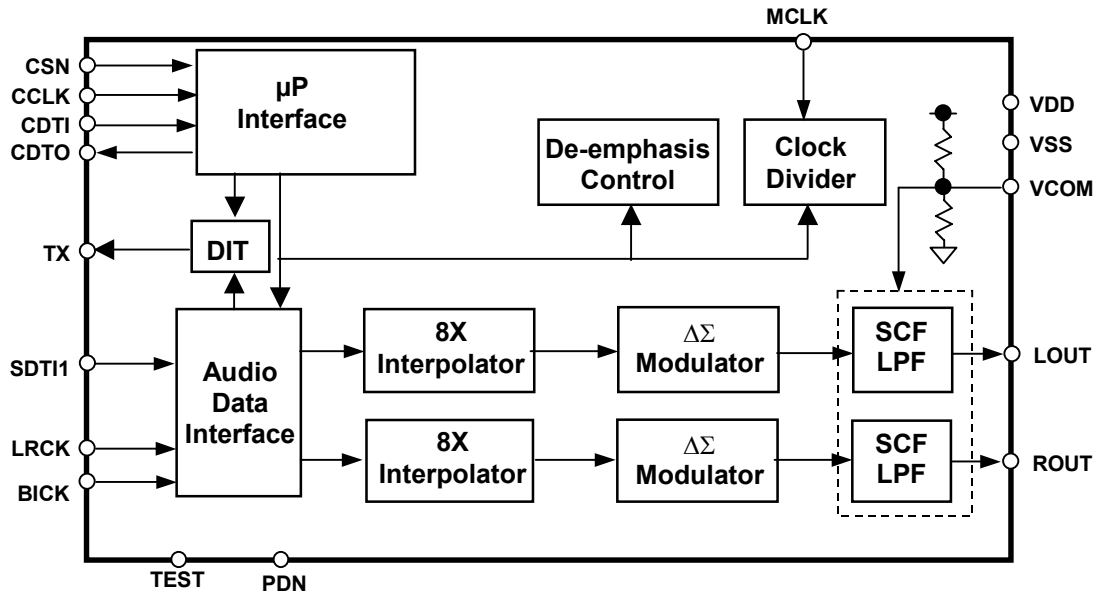 MCLK
CSN
CCLK
CDTI
CDTO
µP
Interface
De-emphasis
Control
Clock
Divider
VDD
VSS
VCOM
TX
DIT
SDTI1
LRCK
BICK
Audio
Data
Interface
8X
Interpolator
ΔΣ
Modulator
SCF
LPF
LOUT
8X
Interpolator
ΔΣ
Modulator
SCF
LPF
ROUT
TEST
PDN